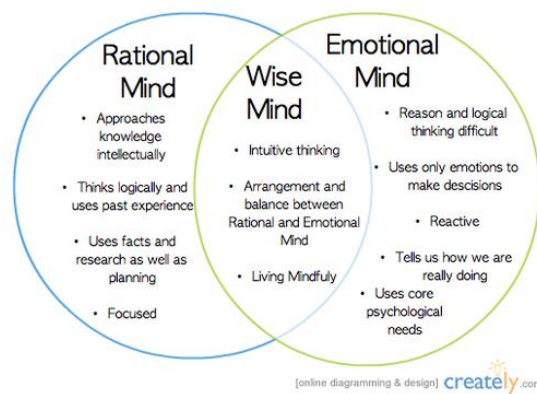 Rational
Mind
• Approaches
knowledge
intellectually
• Thinks logically and
uses past experience
• Uses facts and
research as well as
planning
• Focused
Wise
Mind
• Intuitive thinking
• Arrangement and
balance between
Rational and Emotional
Mind
• Living Mindfuly
Emotional
Mind
• Reason and logical
thinking difficult
• Uses only emotions to
make descisions
• Reactive
• Tells us how we are
really doing
• Uses core
psychological
needs
[online diagramming & design] creately.com